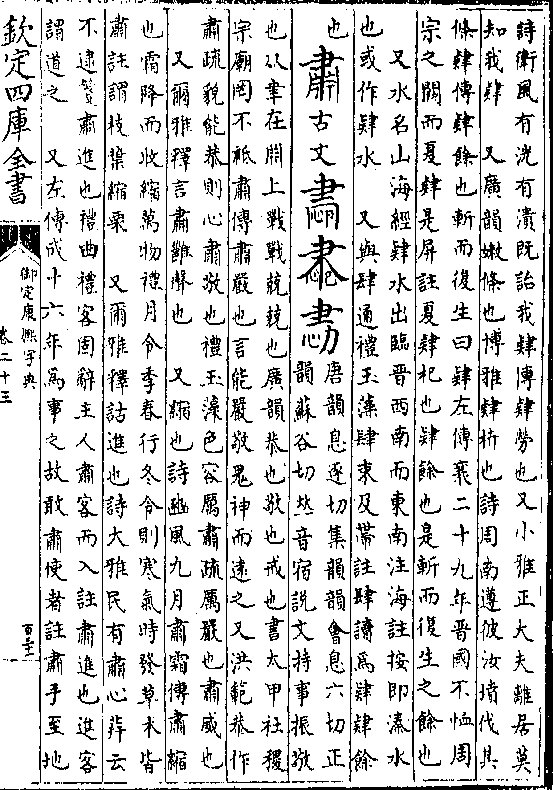 詩衛風有洸有潰既詒我肄傳肄勞也又小雅正大夫離居莫
知我肄　又廣韻嫩條也博雅肄枿也詩周南遵彼汝墳伐其
條肄傳肄餘也斬而復生曰肄左傳襄二十九年晉國不恤周
宗之闕而夏肄是屏註夏肄杞也肄餘也是斬而復生之餘也
又水名山海經肄水出臨晉西南而東南注海註按即溱水
也或作肆水　又與肆通禮玉藻肆束及帶註肆讀為肄肄餘
也　肅古文
唐韻息逐切集韻韻會息六切正
韻蘇谷切𠀤音宿說文持事振敬
也从聿在𣶒上戰戰兢兢也廣韻恭也敬也戒也書太甲社稷
宗廟罔不祗肅傳肅嚴也言能嚴敬鬼神而遠之又洪範恭作
肅疏貌能恭則心肅敬也禮玉藻色容厲肅疏厲嚴也肅威也
又爾雅釋言肅噰聲也　又縮也詩豳風九月肅霜傳肅縮
也霜降而收縮萬物禮月令季春行冬令則寒氣時發草木皆
肅註謂枝葉縮栗　又爾雅釋詁進也詩大雅民有肅心荓云
不逮箋肅進也禮曲禮客固辭主人肅客而入註肅進也進客
謂道之　又左傳成十六年為事之故敢肅使者註肅手至地
欽定四庫全書
御定康熙字典
卷二十三